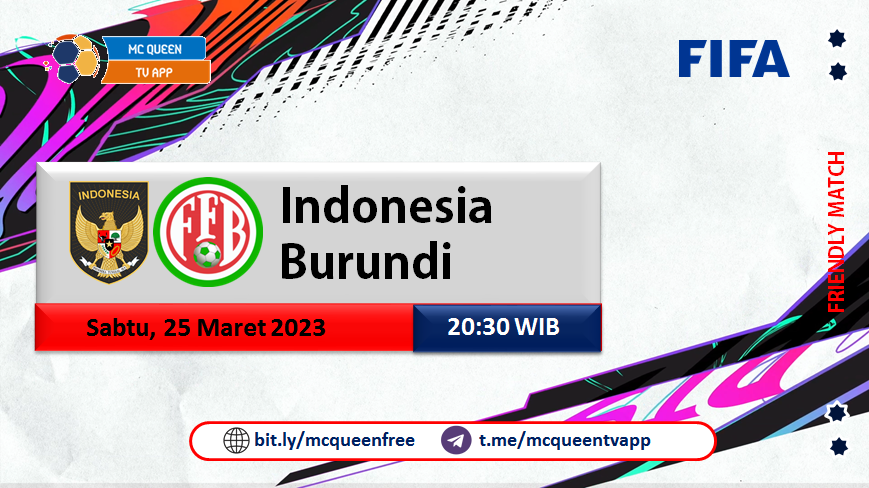 MC QUEEN
TV APP
FIFA
INDONESIA
FFB
Indonesia
Burundi
FRIENDLY MATCH
Sabtu, 25 Maret 2023
20:30 WIB
bit.ly/mcqueenfree
t.me/mcqueentvapp